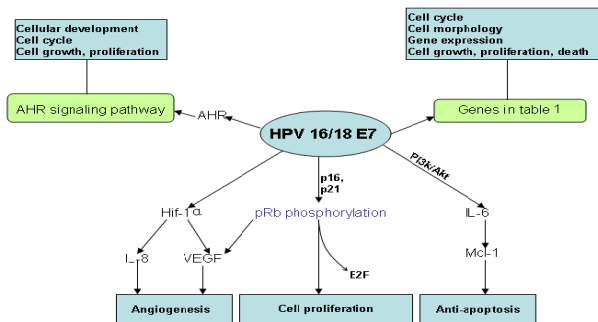 Cellular development
Cell cycle
Cell growth, proliferation
Cell cycle
Cell morphology
Gene expression
Cell growth, proliferation, death
AHR signaling pathway
AHR
Genes in table 1
HPV 16/18 E7
PI3k/Akt
p16,
p21
Hif-1α
pRb phosphorylation
IL-6
IL-8
VEGF
Mcl-1
E2F
Angiogenesis
Cell proliferation
Anti-apoptosis